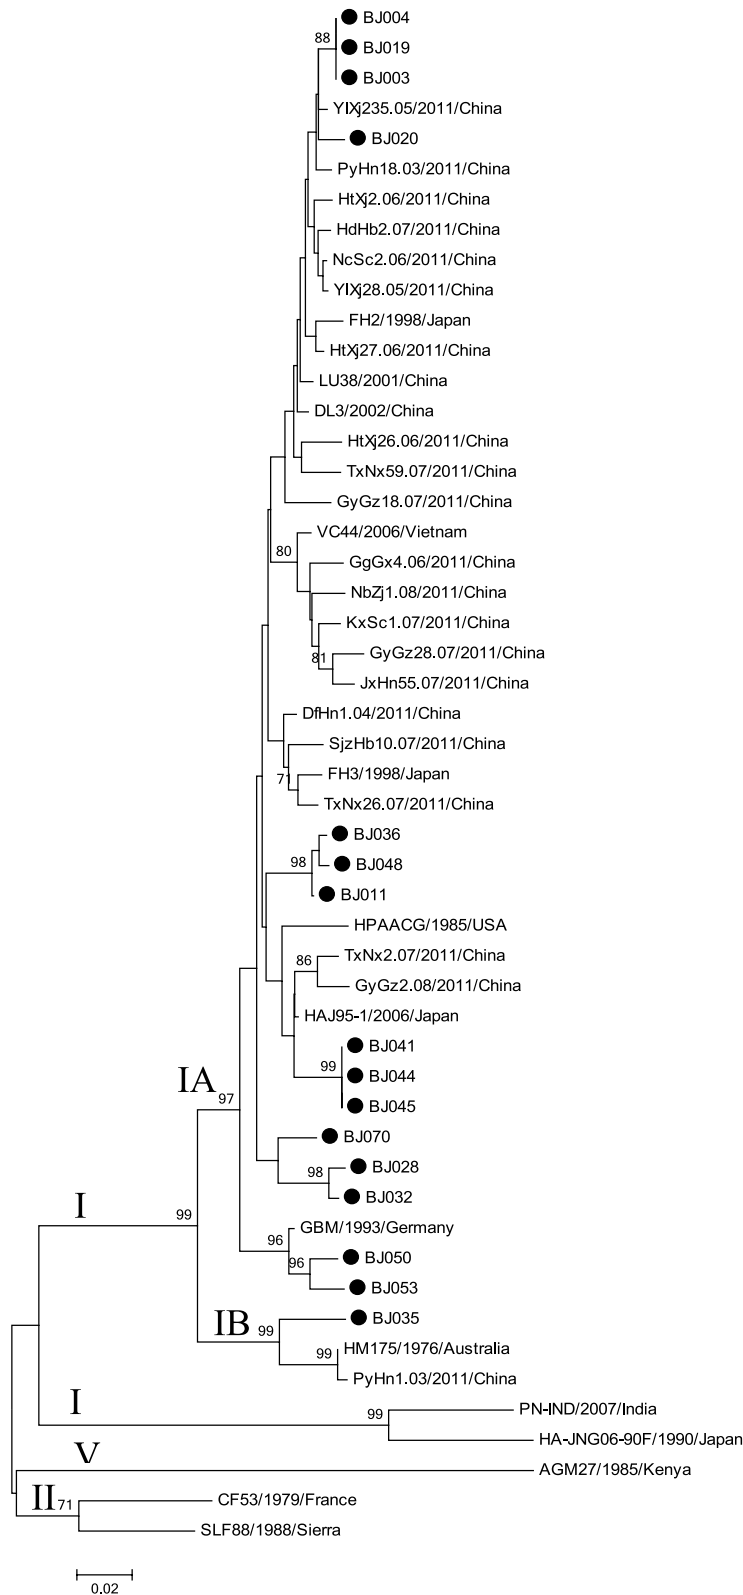 BJ004
88
BJ019
BJ003
YIXj235.05/2011/China
BJ020
PyHn18.03/2011/China
HtXj2.06/2011/China
HdHb2.07/2011/China
NcSc2.06/2011/China
YIXj28.05/2011/China
FH2/1998/Japan
HtXj27.06/2011/China
LU38/2001/China
DL3/2002/China
HtXj26.06/2011/China
TxNx59.07/2011/China
GyGz18.07/2011/China
VC44/2006/Vietnam
80
GgGx4.06/2011/China
NbZj1.08/2011/China
KxSc1.07/2011/China
81
GyGz28.07/2011/China
JxHn55.07/2011/China
DfHn1.04/2011/China
SjzHb10.07/2011/China
71
FH3/1998/Japan
TxNx26.07/2011/China
BJ036
98
BJ048
BJ011
HPAACG/1985/USA
86
TxNx2.07/2011/China
GyGz2.08/2011/China
HAJ95-1/2006/Japan
BJ041
99
BJ044
IA
97
BJ045
BJ070
98
BJ028
BJ032
I
99
GBM/1993/Germany
96
96
BJ050
BJ053
IB
99
BJ035
99
HM175/1976/Australia
PyHn1.03/2011/China
I
99
PN-IND/2007/India
HA-JNG06-90F/1990/Japan
V
AGM27/1985/Kenya
II
71
CF53/1979/France
SLF88/1988/Sierra
0.02